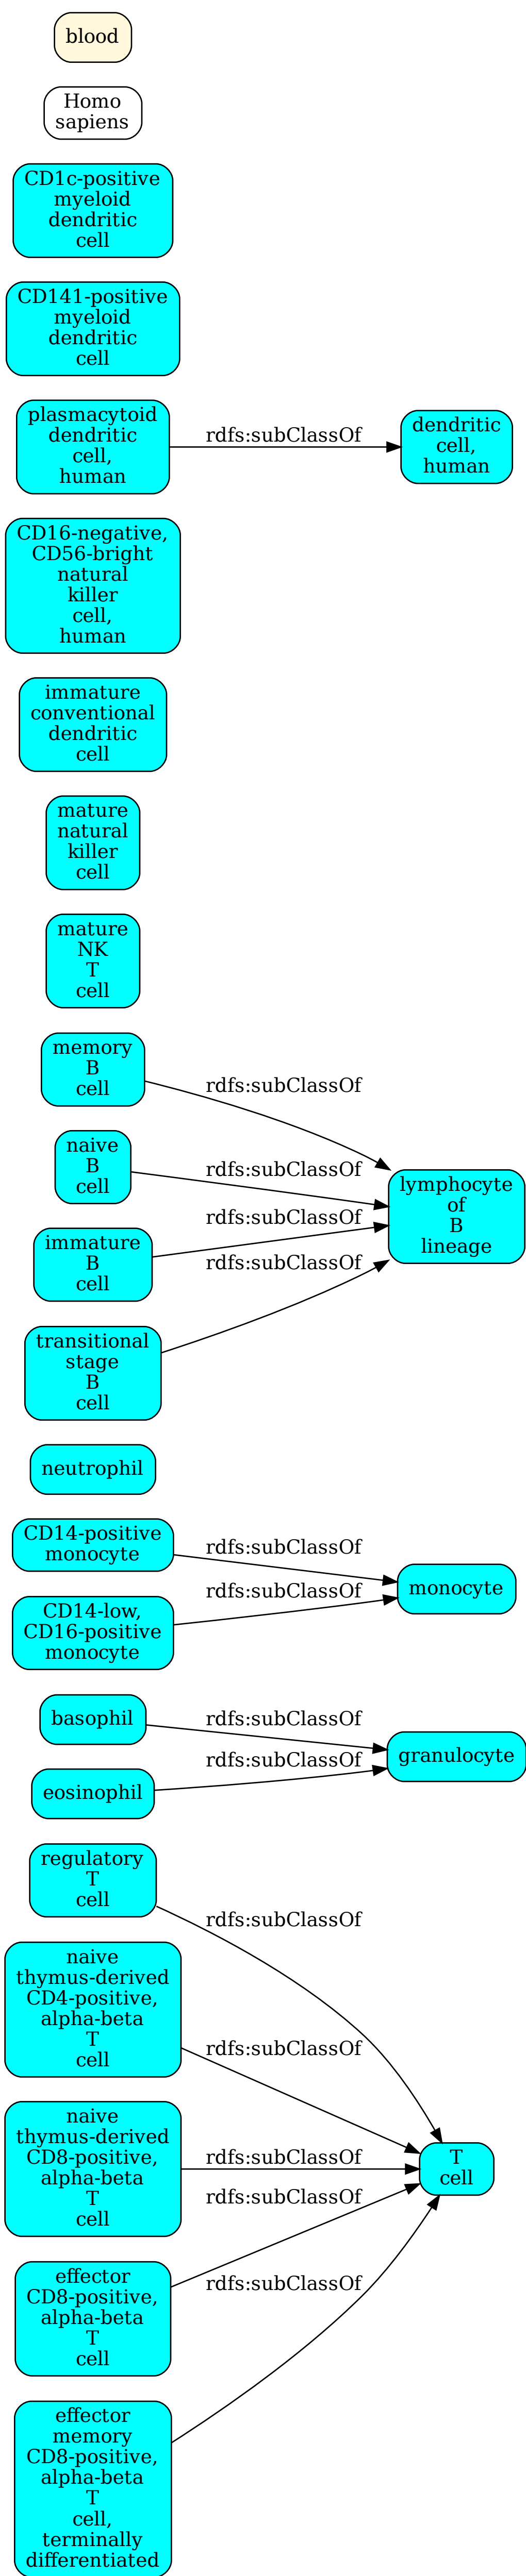 blood
Homo
sapiens
CD1c-positive
myeloid
dendritic
cell
CD141-positive
myeloid
dendritic
cell
plasmacytoid
dendritic
cell,
human
rdfs:subClassOf
dendritic
cell,
human
CD16-negative,
CD56-bright
natural
killer
cell,
human
immature
conventional
dendritic
cell
mature
natural
killer
cell
mature
NK
T
cell
memory
B
cell
rdfs:subClassOf
naive
B
cell
rdfs:subClassOf
immature
B
cell
rdfs:subClassOf
transitional
stage
B
cell
rdfs:subClassOf
lymphocyte
of
B
lineage
neutrophil
CD14-positive
monocyte
rdfs:subClassOf
CD14-low,
CD16-positive
monocyte
rdfs:subClassOf
monocyte
basophil
rdfs:subClassOf
eosinophil
rdfs:subClassOf
granulocyte
regulatory
T
cell
rdfs:subClassOf
naive
thymus-derived
CD4-positive,
alpha-beta
T
cell
rdfs:subClassOf
naive
thymus-derived
CD8-positive,
alpha-beta
T
cell
rdfs:subClassOf
T
cell
effector
CD8-positive,
alpha-beta
T
cell
rdfs:subClassOf
effector
memory
CD8-positive,
alpha-beta
T
cell,
terminally
differentiated
rdfs:subClassOf